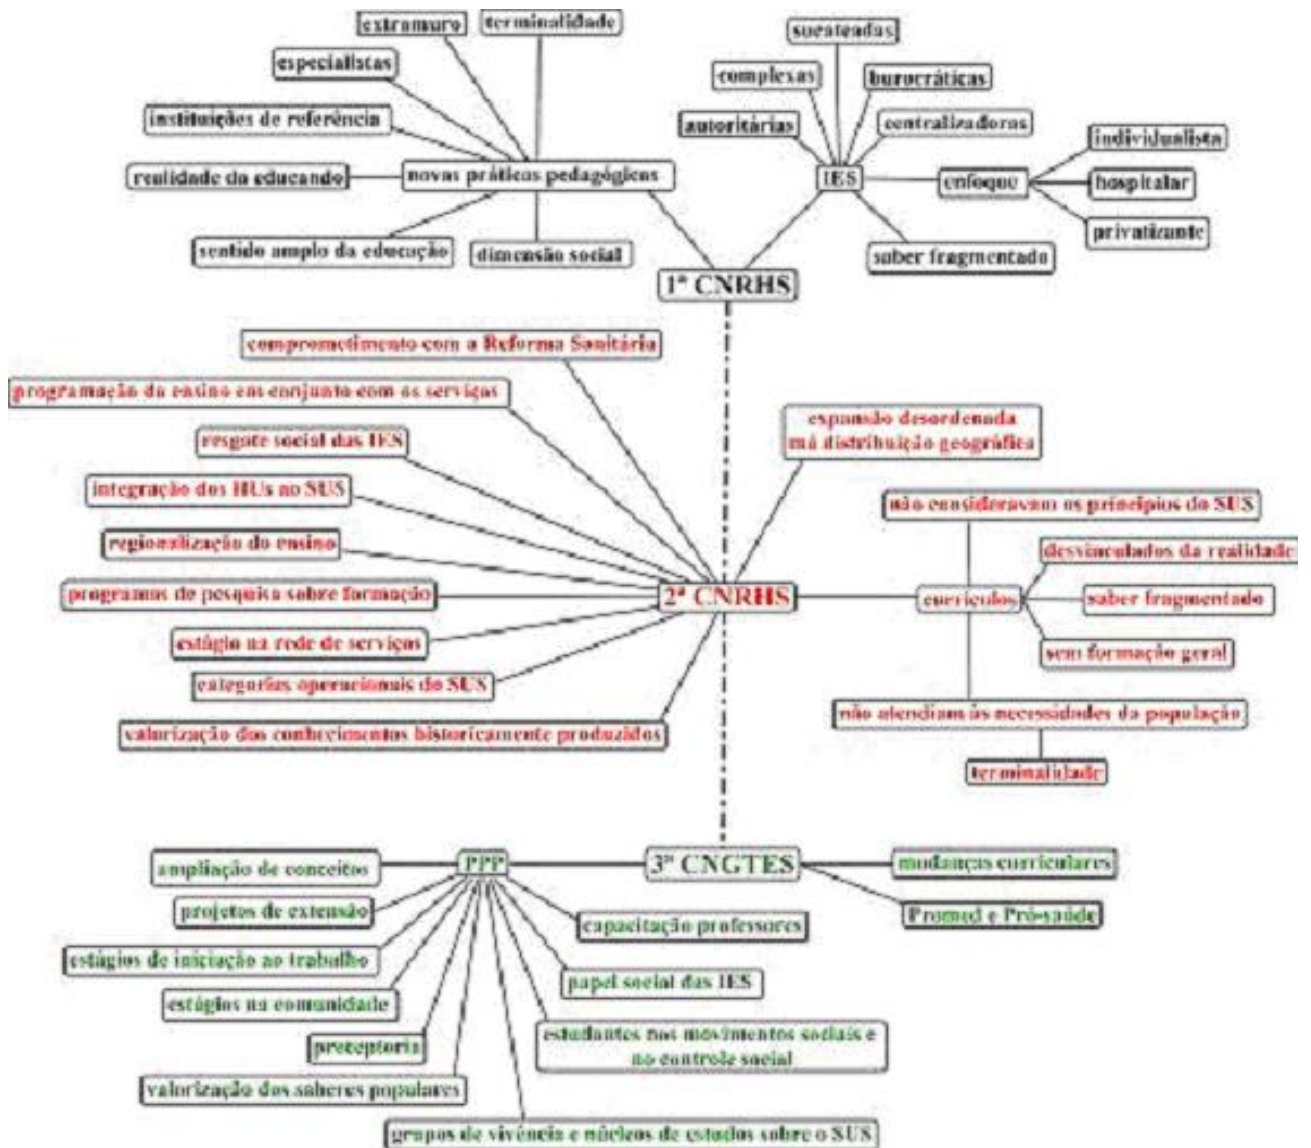 extramuro
terminalidade
especialistas
instituições de referência
realidade da educando
novas práticos pedagógicos
sentido amplo da educação
dimensão social
sucateadas
complexas
burocráticas
autoritárias
centralizadoras
IES
enfoque
individualista
hospitalar
privatizante
saber fragmentado
1ª CNRHS
comprometimento com a Reforma Sanitária
programação do ensino em conjunto com os serviços
resgate social das IES
integração dos HUs ao SUS
regionalização do ensino
programas de pesquisa sobre formação
estágio na rede de serviços
categorias operacionais do SUS
valorização dos conhecimentos historicamente produzidos
2ª CNRHS
expansão desordenada
má distribuição geográfica
não consideravam os princípios do SUS
desvinculados da realidade
currículos
saber fragmentado
sem formação geral
não atendiam às necessidades da população
terminalidade
3ª CNGTES
PPP
mudanças curriculares
Promed e Pró-saúde
ampliação de conceitos
projetos de extensão
capacitação professores
estágios de iniciação ao trabalho
papel social das IES
estágios na comunidade
preceptoria
estudantes nos movimentos sociais e
no controle social
valorização dos saberes populares
grupos de vivência e núcleos de estudos sobre o SUS